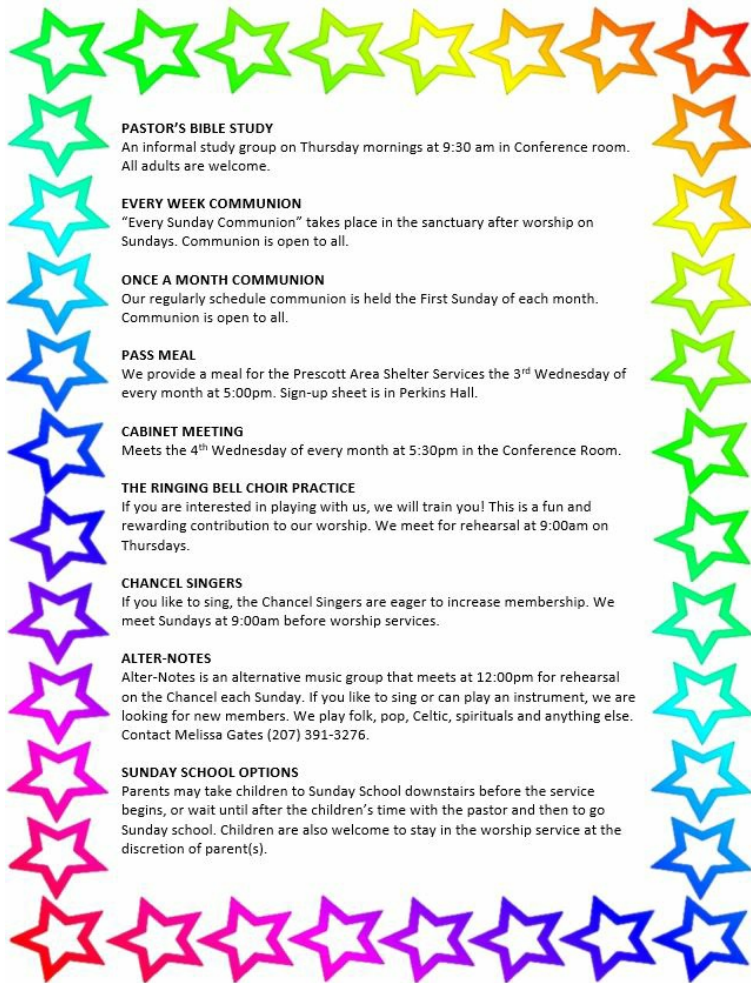 PASTOR’S BIBLE STUDY
An informal study group on Thursday mornings at 9:30 am in Conference room.
All adults are welcome.
EVERY WEEK COMMUNION
“Every Sunday Communion” takes place in the sanctuary after worship on
Sundays. Communion is open to all.
ONCE A MONTH COMMUNION
Our regularly schedule communion is held the First Sunday of each month.
Communion is open to all.
PASS MEAL
We provide a meal for the Prescott Area Shelter Services the 3rd Wednesday of
every month at 5:00pm. Sign-up sheet is in Perkins Hall.
CABINET MEETING
Meets the 4th Wednesday of every month at 5:30pm in the Conference Room.
THE RINGING BELL CHOIR PRACTICE
If you are interested in playing with us, we will train you! This is a fun and
rewarding contribution to our worship. We meet for rehearsal at 9:00am on
Thursdays.
CHANCEL SINGERS
If you like to sing, the Chancel Singers are eager to increase membership. We
meet Sundays at 9:00am before worship services.
ALTER-NOTES
Alter-Notes is an alternative music group that meets at 12:00pm for rehearsal
on the Chancel each Sunday. If you like to sing or can play an instrument, we are
looking for new members. We play folk, pop, Celtic, spirituals and anything else.
Contact Melissa Gates (207) 391-3276.
SUNDAY SCHOOL OPTIONS
Parents may take children to Sunday School downstairs before the service
begins, or wait until after the children’s time with the pastor and then to go
Sunday school. Children are also welcome to stay in the worship service at the
discretion of parent(s).